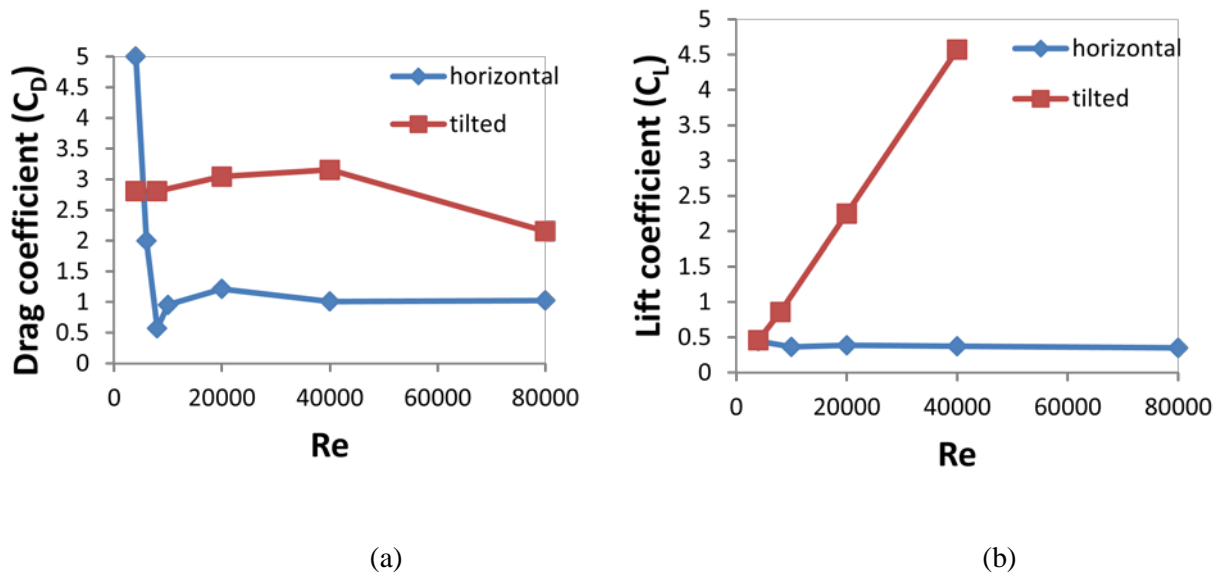 Drag coefficient (CD)
5
4.5
4
3.5
3
2.5
2
1.5
1
0.5
0
horizontal
tilted
0 20000 40000 60000 80000
Re
(a)
Lift coefficient (CL)
5
4.5
4
3.5
3
2.5
2
1.5
1
0.5
0
horizontal
tilted
0 20000 40000 60000 80000
Re
(b)